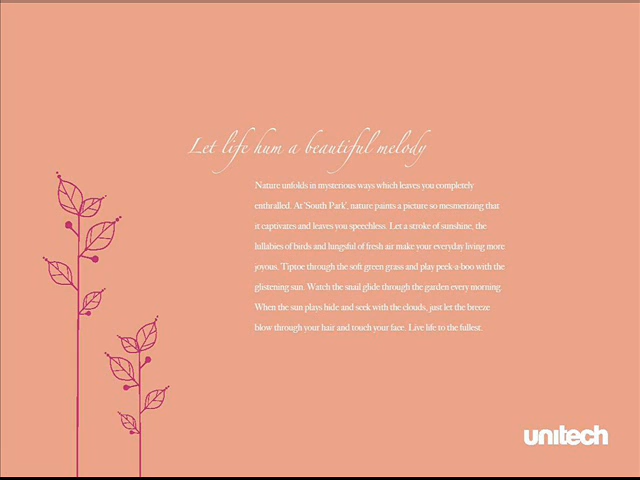 Let life hum a beautiful melody
Nature unfolds in mysterious ways which leaves you completely
enthralled. At 'South Park', nature paints a picture so mesmerizing that
it captivates and leaves you speechless. Let a stroke of sunshine, the
lullabies of birds and lungsful of fresh air make your everyday living more
joyous. Tiptoe through the soft green grass and play peek-a-boo with the
glistening sun. Watch the snail glide through the garden every morning.
When the sun plays hide and seek with the clouds, just let the breeze
blow through your hair and touch your face. Live life to the fullest.
unitech